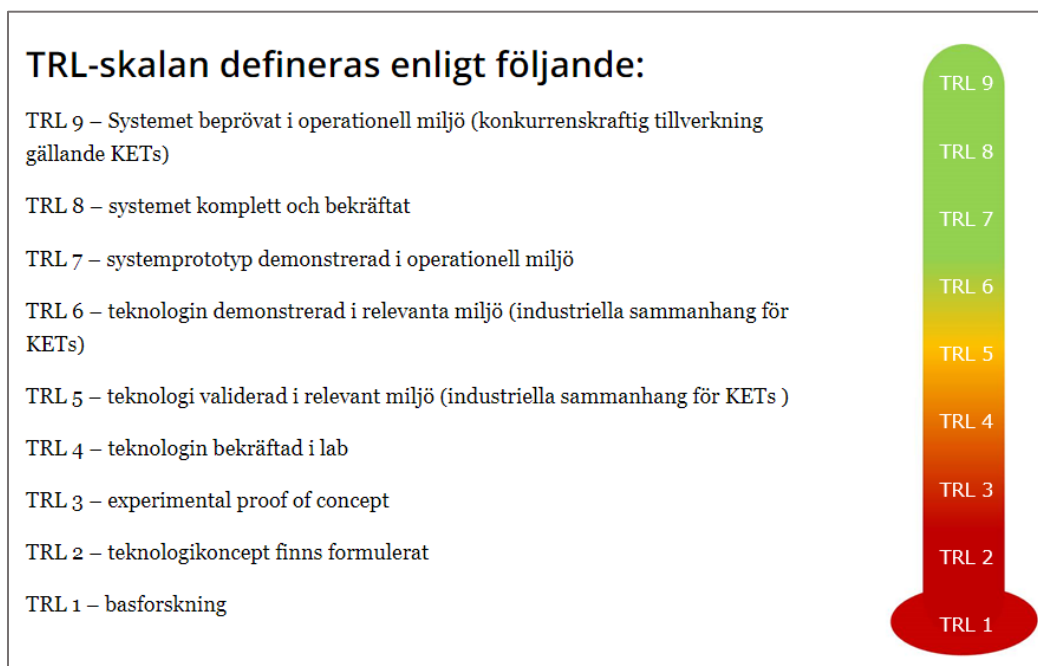 TRL-skalan defineras enligt följande:
TRL 9 – Systemet beprövat i operationell miljö (konkurrenskraftig tillverkning
gällande KETs)
TRL 8 – systemet komplett och bekräftat
TRL 7 – systemprototyp demonstrerad i operationell miljö
TRL 6 – teknologin demonstrerad i relevanta miljö (industriella sammanhang för
KETs)
TRL 5 – teknologi validerad i relevant miljö (industriella sammanhang för KETs )
TRL 4 – teknologin bekräftad i lab
TRL 3 – experimental proof of concept
TRL 2 – teknologikoncept finns formulerat
TRL 1 – basforskning
TRL 9
TRL 8
TRL 7
TRL 6
TRL 5
TRL 4
TRL 3
TRL 2
TRL 1